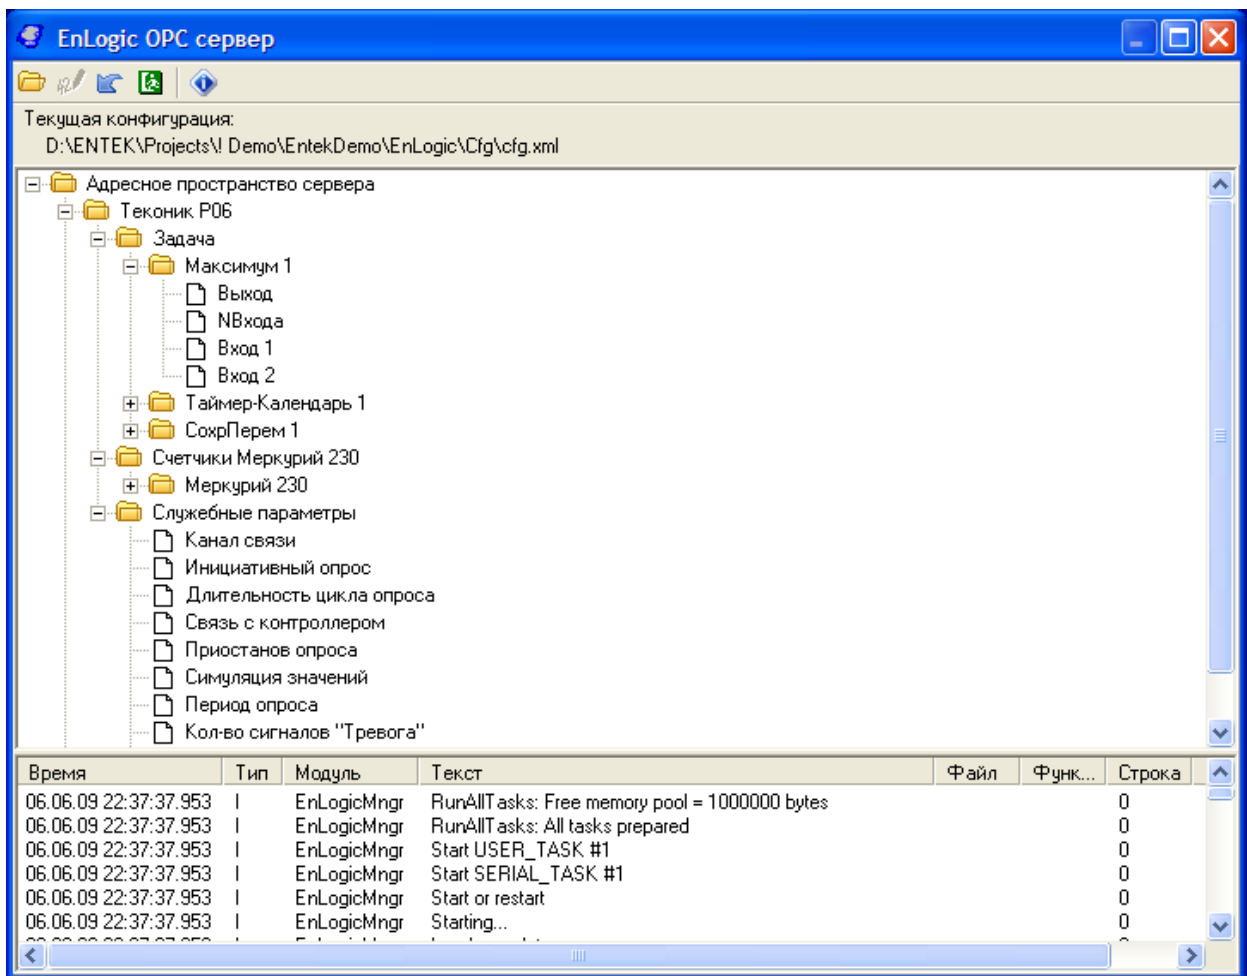 EnLogic OPC сервер
Текущая конфигурация:
D:\ENTEK\Projects\! Demo\EntekDemo\EnLogic\Cfg\cfg.xml
Адресное пространство сервера
Теконик P06
Задача
Максимум 1
Выход
NВхода
Вход 1
Вход 2
Таймер-Календарь 1
СохрПерем 1
Счетчики Меркурий 230
Меркурий 230
Служебные параметры
Канал связи
Инициативный опрос
Длительность цикла опроса
Связь с контроллером
Приостанов опроса
Симуляция значений
Период опроса
Кол-во сигналов "Тревога"
Время Тип Модуль Текст Файл Функ... Строка
06.06.09 22:37:37.953 I EnLogicMngr RunAllTasks: Free memory pool = 1000000 bytes 0
06.06.09 22:37:37.953 I EnLogicMngr RunAllTasks: All tasks prepared 0
06.06.09 22:37:37.953 I EnLogicMngr Start USER_TASK #1 0
06.06.09 22:37:37.953 I EnLogicMngr Start SERIAL_TASK #1 0
06.06.09 22:37:37.953 I EnLogicMngr Start or restart 0
06.06.09 22:37:37.953 I EnLogicMngr Starting... 0